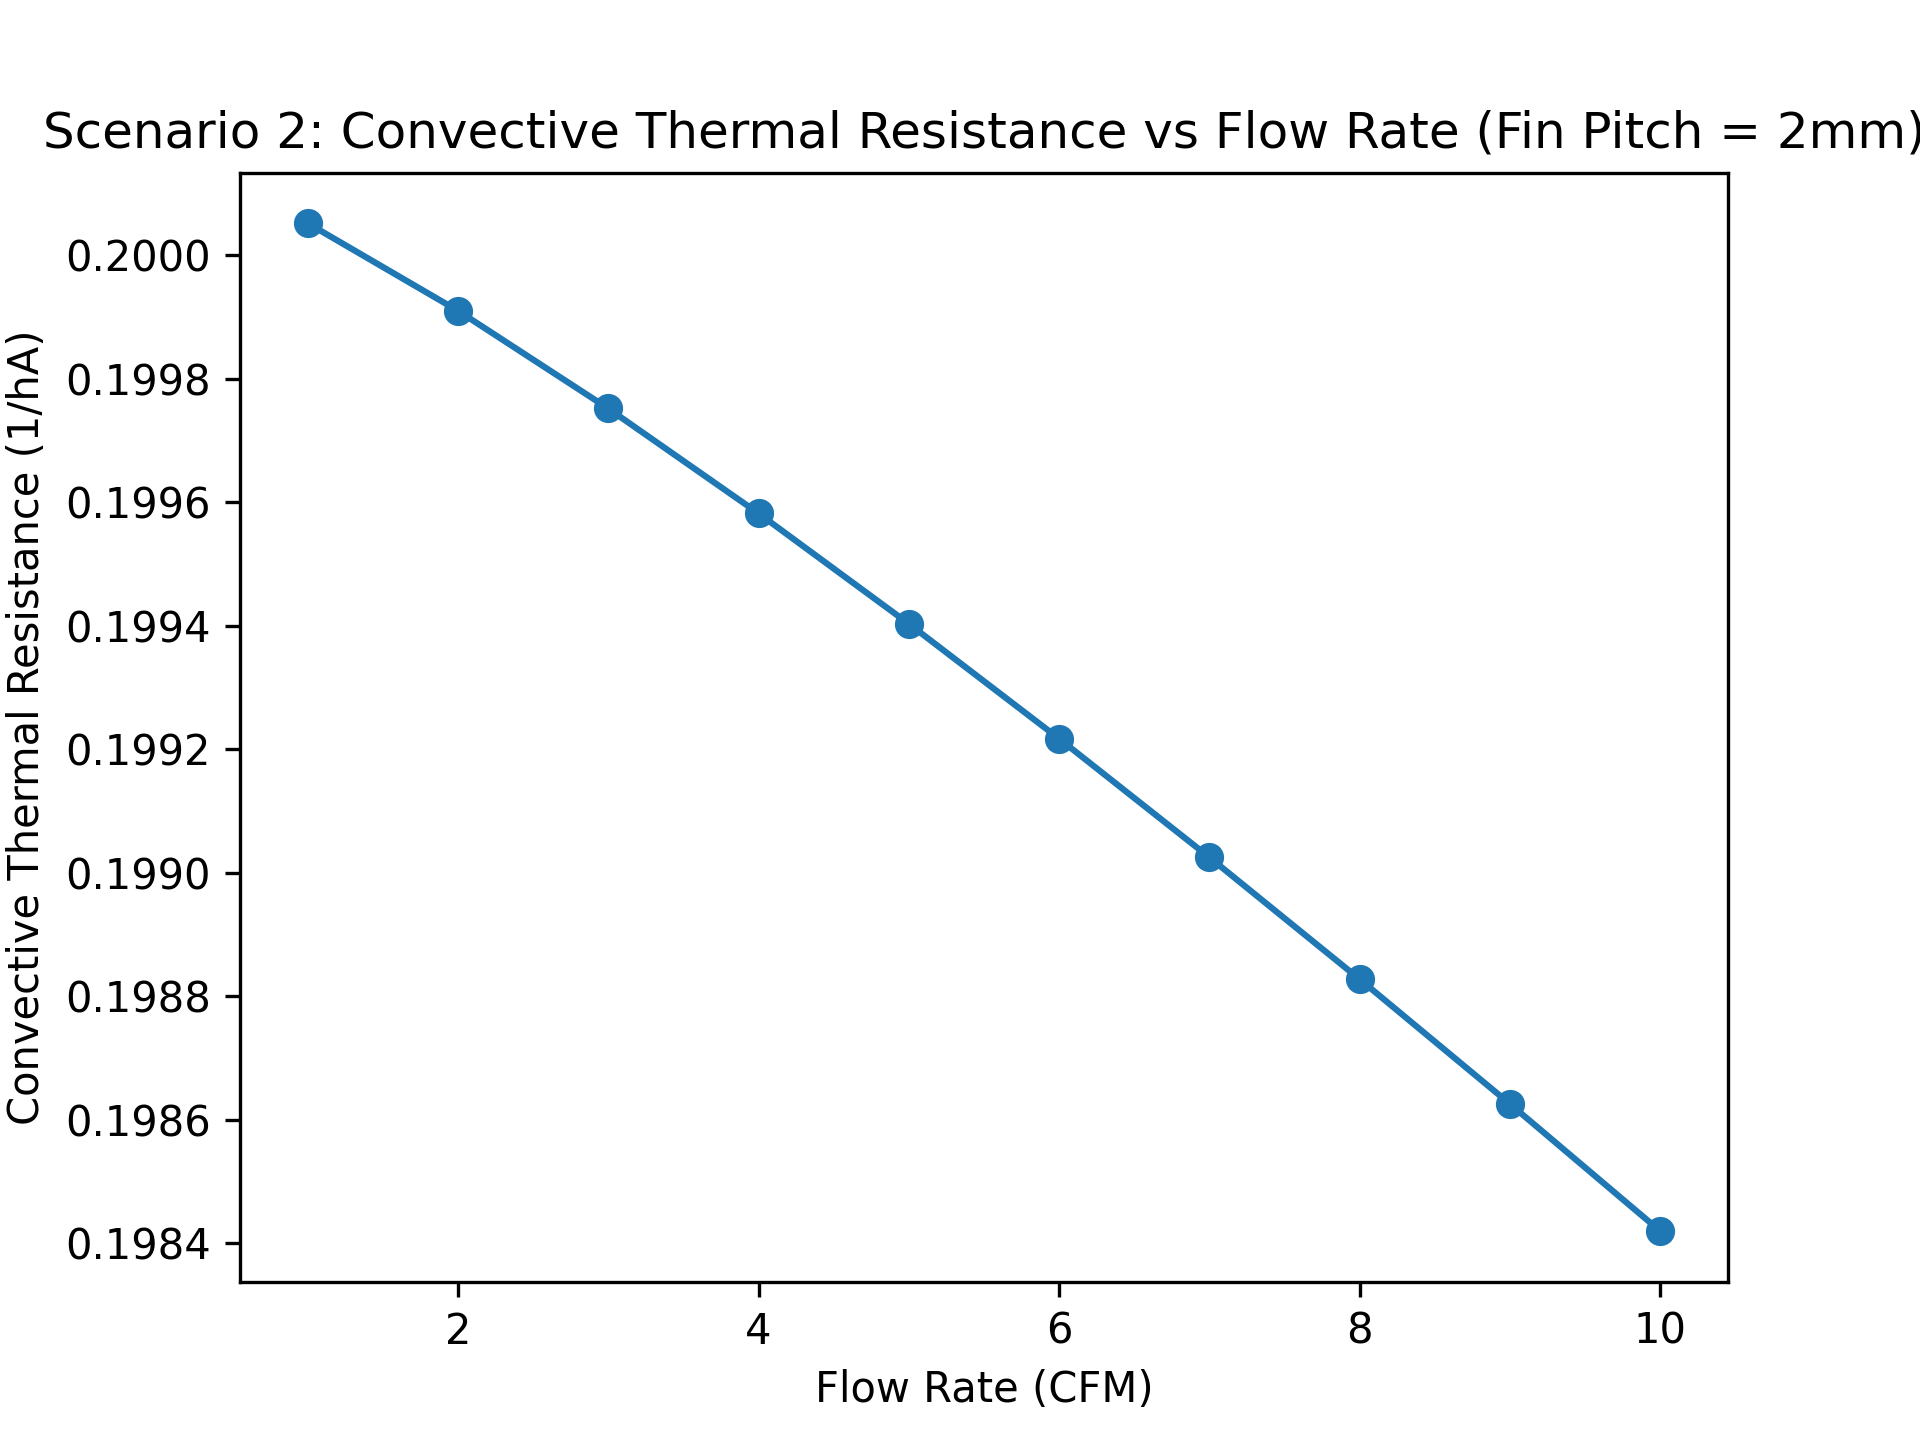 Scenario 2: Convective Thermal Resistance vs Flow Rate (Fin Pitch = 2mm)
Convective Thermal Resistance (1/hA)
0.2000
0.1998
0.1996
0.1994
0.1992
0.1990
0.1988
0.1986
0.1984
2 4 6 8 10
Flow Rate (CFM)